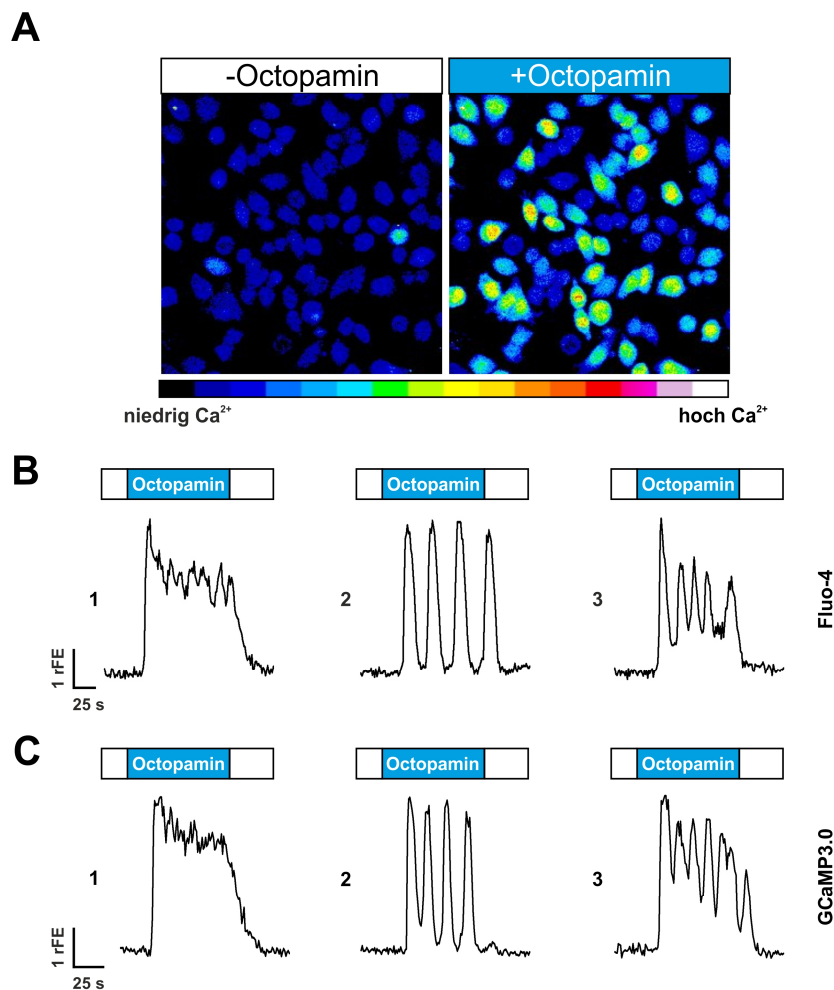 A
-Octopamin
+Octopamin
niedrig Ca²⁺
hoch Ca²⁺
B
Octopamin
Octopamin
Octopamin
1
2
3
Fluo-4
1 rFE
25 s
C
Octopamin
Octopamin
Octopamin
1
2
3
GCaMP3.0
1 rFE
25 s